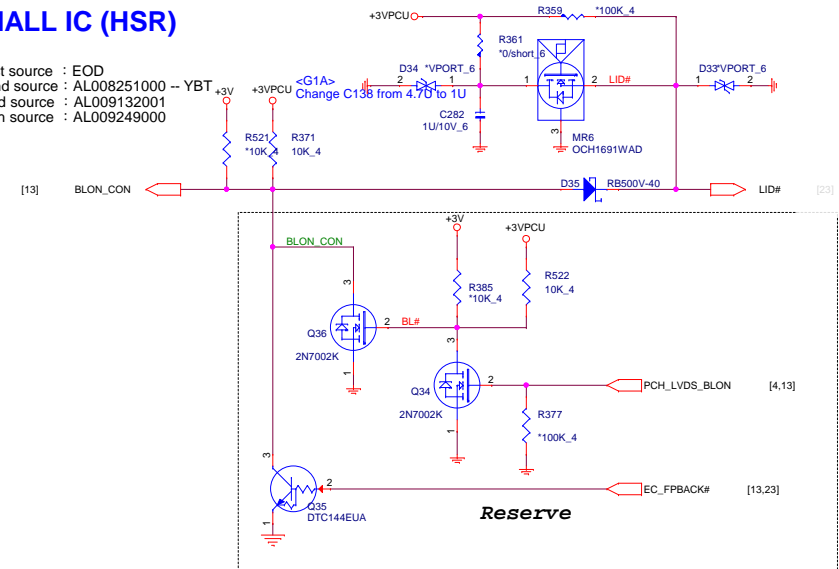 HALL IC (HSR)
t source : EOD
nd source : AL008251000 -- YBT
d source : AL009132001
h source : AL009249000
+3VPCU
R359
*100K_4
R361
*0/short_6
D34 *VPORT_6
2
1
1
2
LID#
D33*VPORT_6
1
2
+3V
+3VPCU
<G1A>
Change C138 from 4.7U to 1U
C282
1U/10V_6
3
MR6
OCH1691WAD
R521
*10K_4
R371
10K_4
[13]
BLON_CON
D35
RB500V-40
LID#
[23]
BLON_CON
+3V
+3VPCU
R385
*10K_4
R522
10K_4
3
Q36
2
BL#
2N7002K
1
3
Q34
2
2N7002K
1
PCH_LVDS_BLON
[4,13]
R377
*100K_4
3
2
Q35
DTC144EUA
1
EC_FPBACK#
[13,23]
Reserve